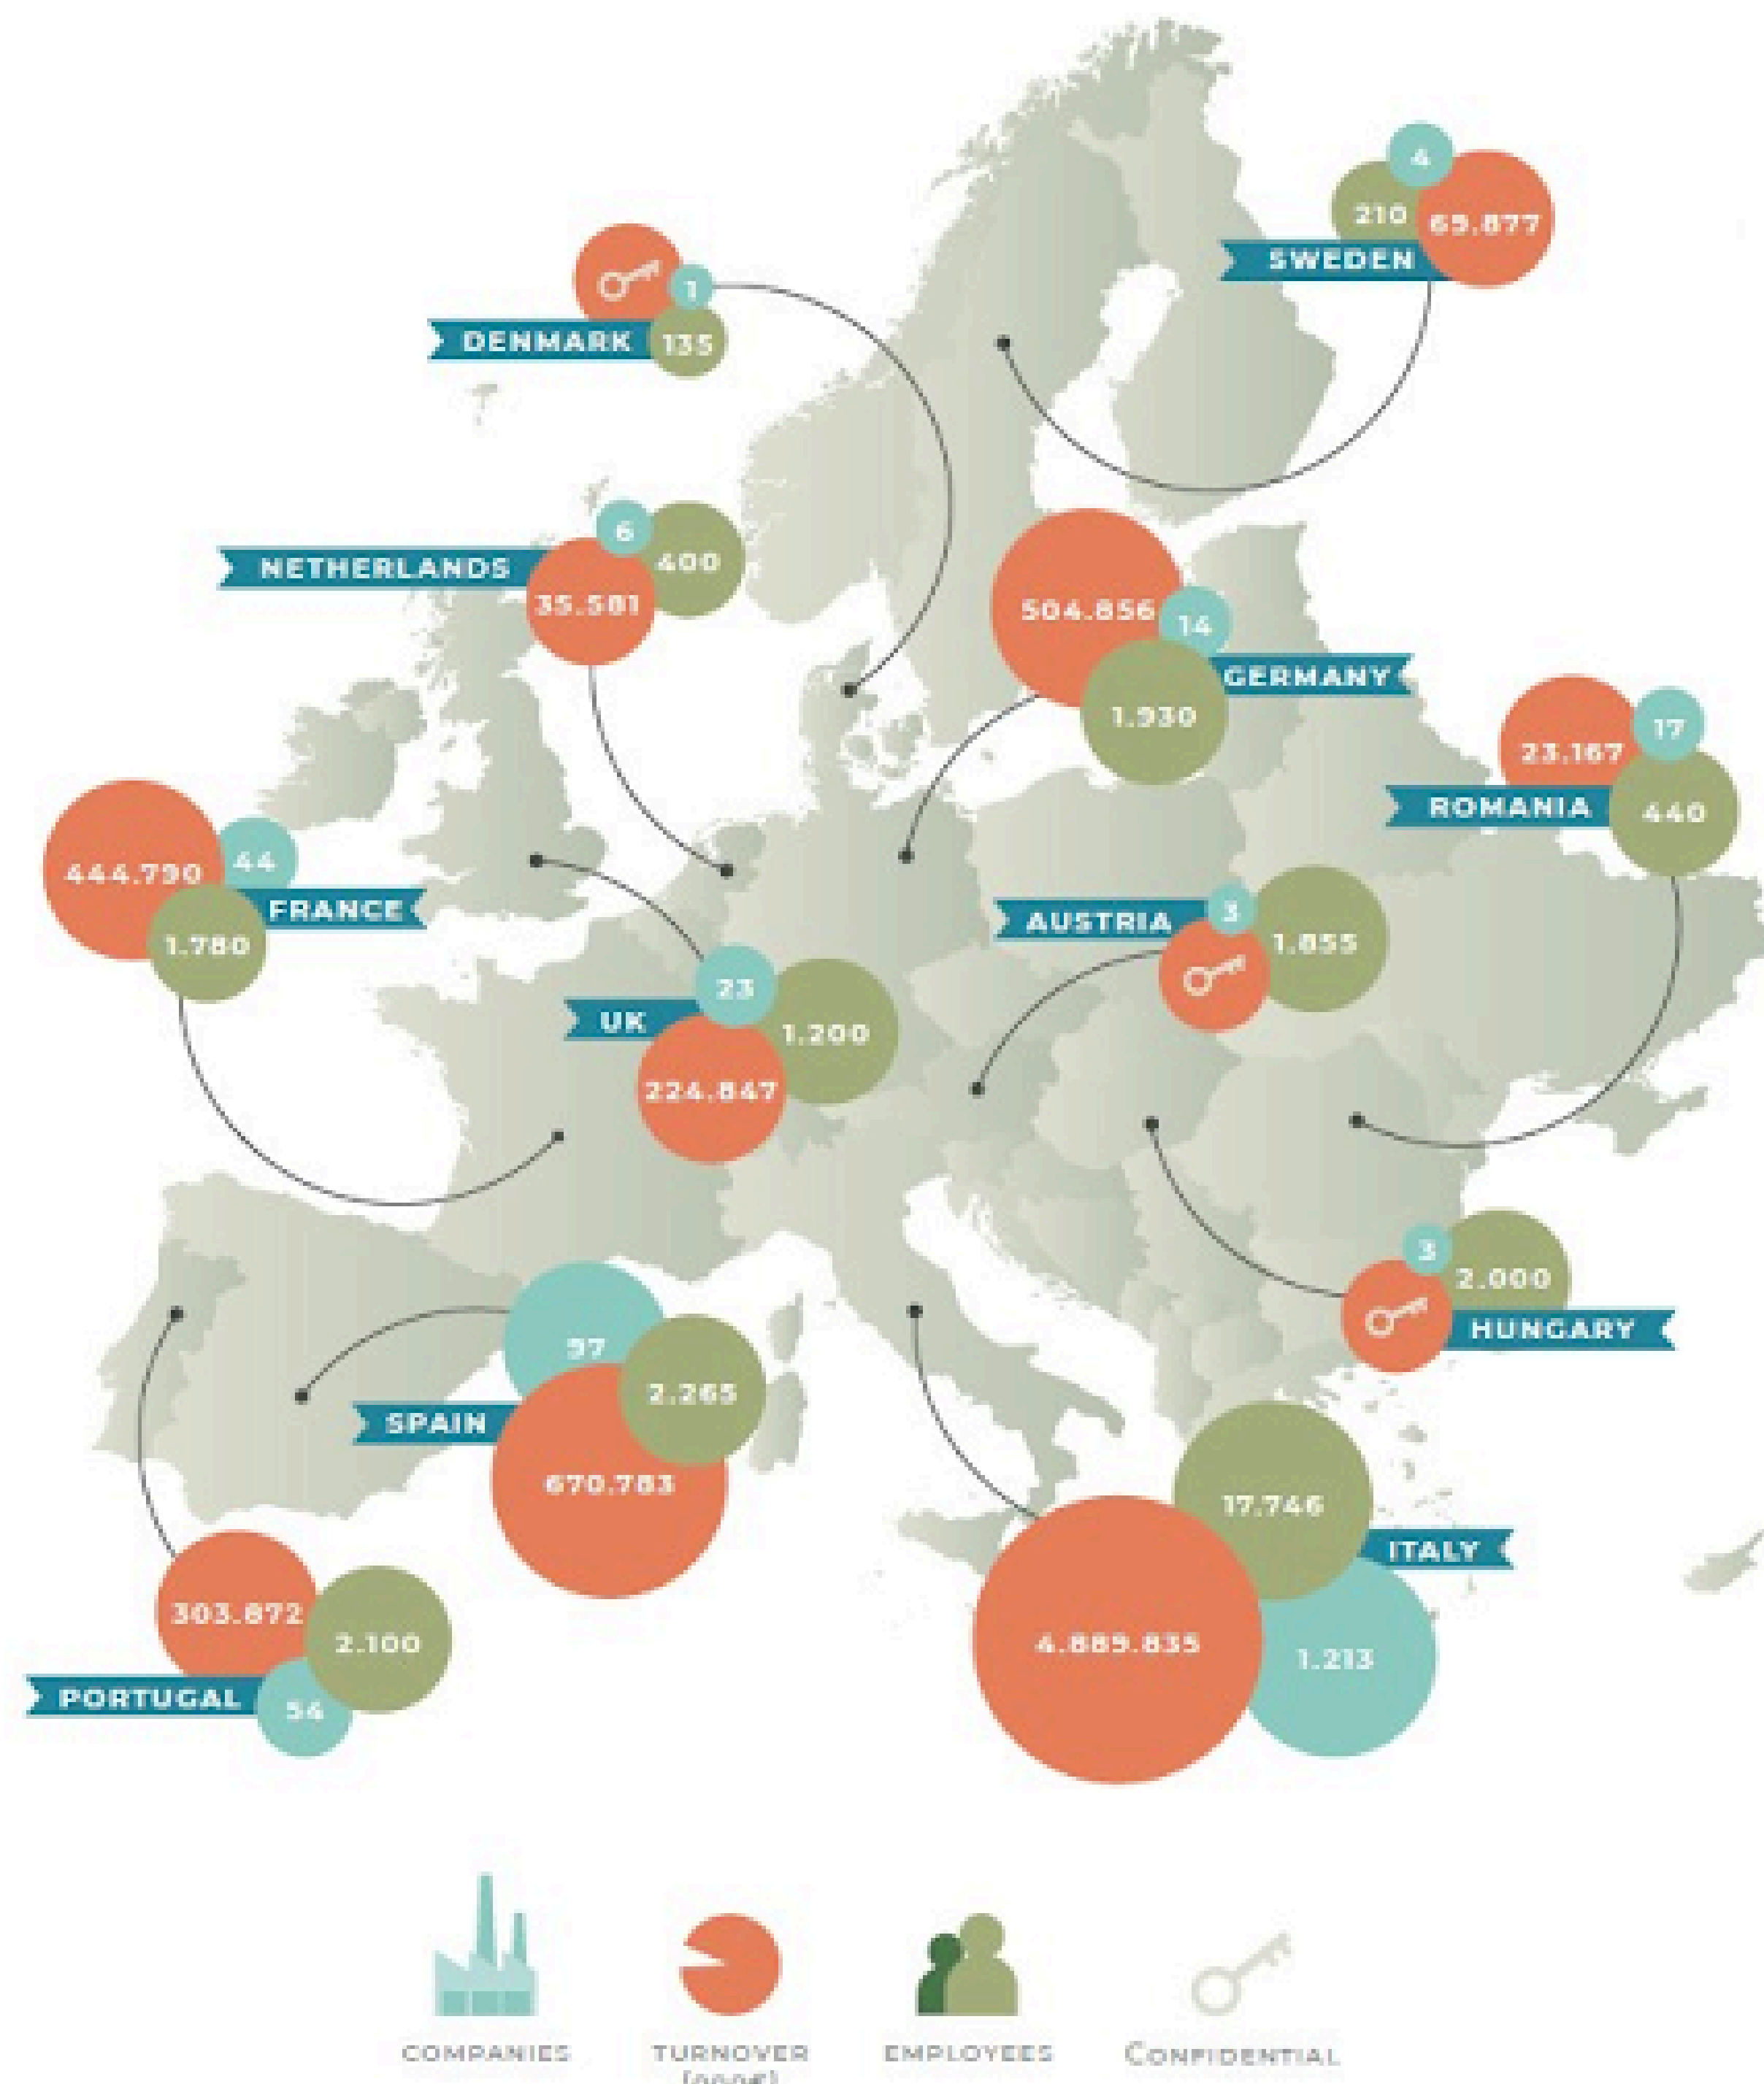 4
210
69.877
SWEDEN
1
DENMARK
135
6
400
NETHERLANDS
35.581
504.856
14
GERMANY
1.930
17
23.167
ROMANIA
440
444.790
44
FRANCE
1.780
3
AUSTRIA
1.855
23
UK
1.200
224.847
3
2.000
HUNGARY
97
2.265
SPAIN
670.783
17.746
ITALY
4.889.835
1.213
303.872
2.100
PORTUGAL
54
COMPANIES
TURNOVER
EMPLOYEES
CONFIDENTIAL